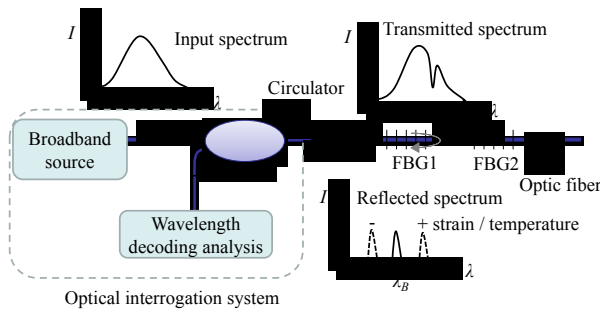 I
Input spectrum
λ
Transmitted spectrum
I
λ
Circulator
Broadband
source
FBG1
FBG2
Optic fiber
Wavelength
decoding analysis
Reflected spectrum
I
- + strain / temperature
λB
λ
Optical interrogation system